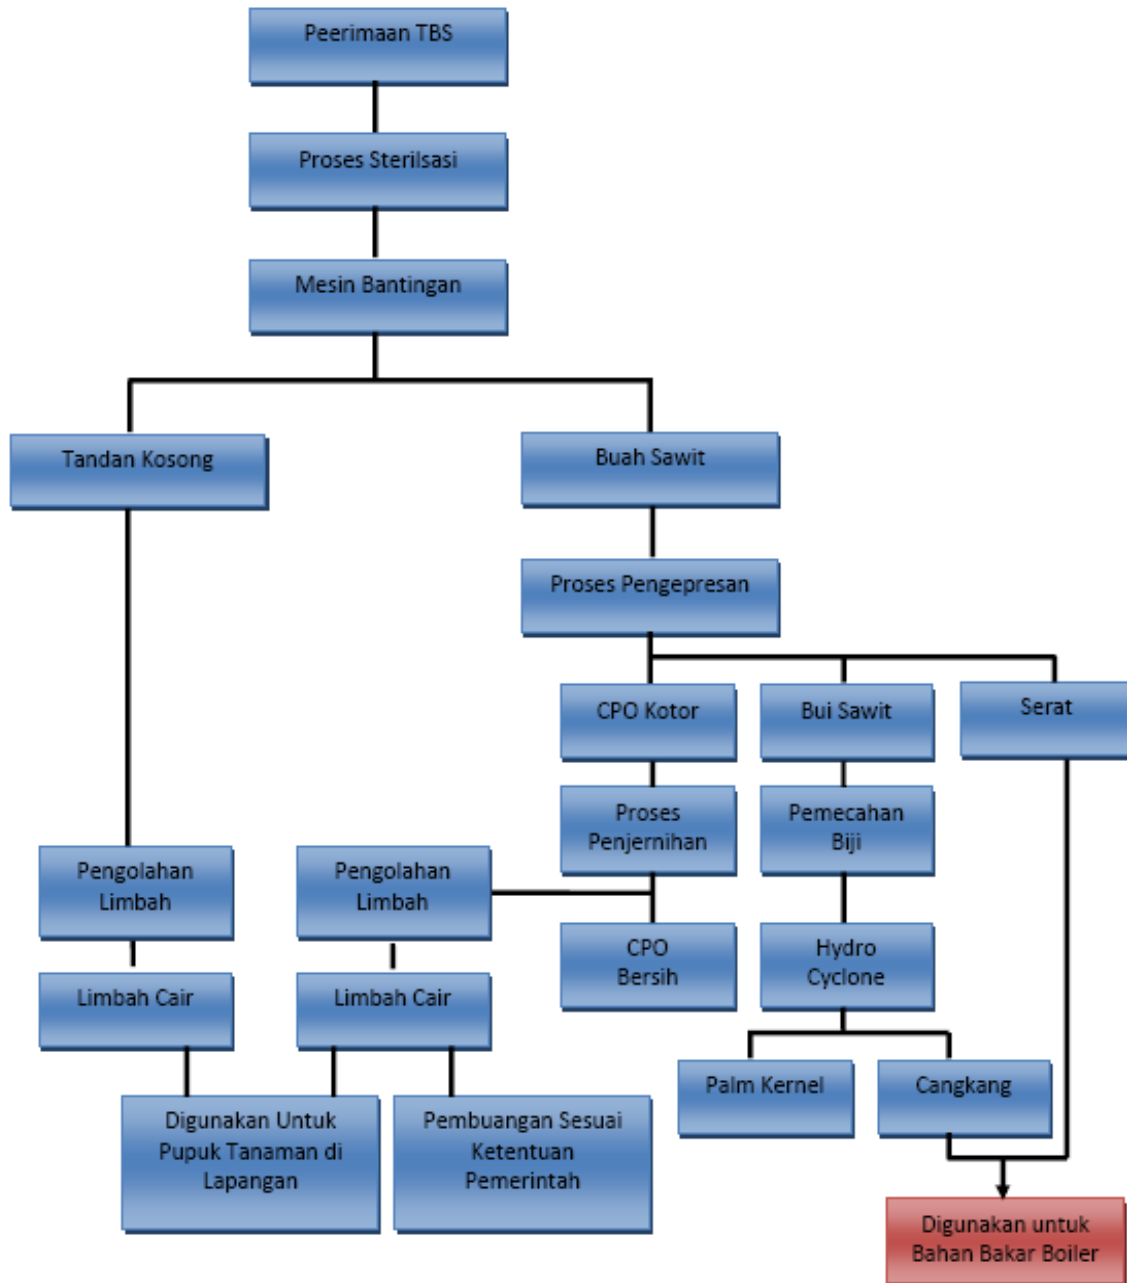 Peerimaan TBS
Proses Sterilsasi
Mesin Bantingan
Tandan Kosong
Buah Sawit
Proses Pengepresan
CPO Kotor
Bui Sawit
Serat
Proses
Penjernihan
Pemecahan
Biji
Pengolahan
Limbah
Pengolahan
Limbah
CPO
Bersih
Hydro
Cyclone
Limbah Cair
Limbah Cair
Palm Kernel
Cangkang
Digunakan Untuk
Pupuk Tanaman di
Lapangan
Pembuangan Sesuai
Ketentuan
Pemerintah
Digunakan untuk
Bahan Bakar Boiler